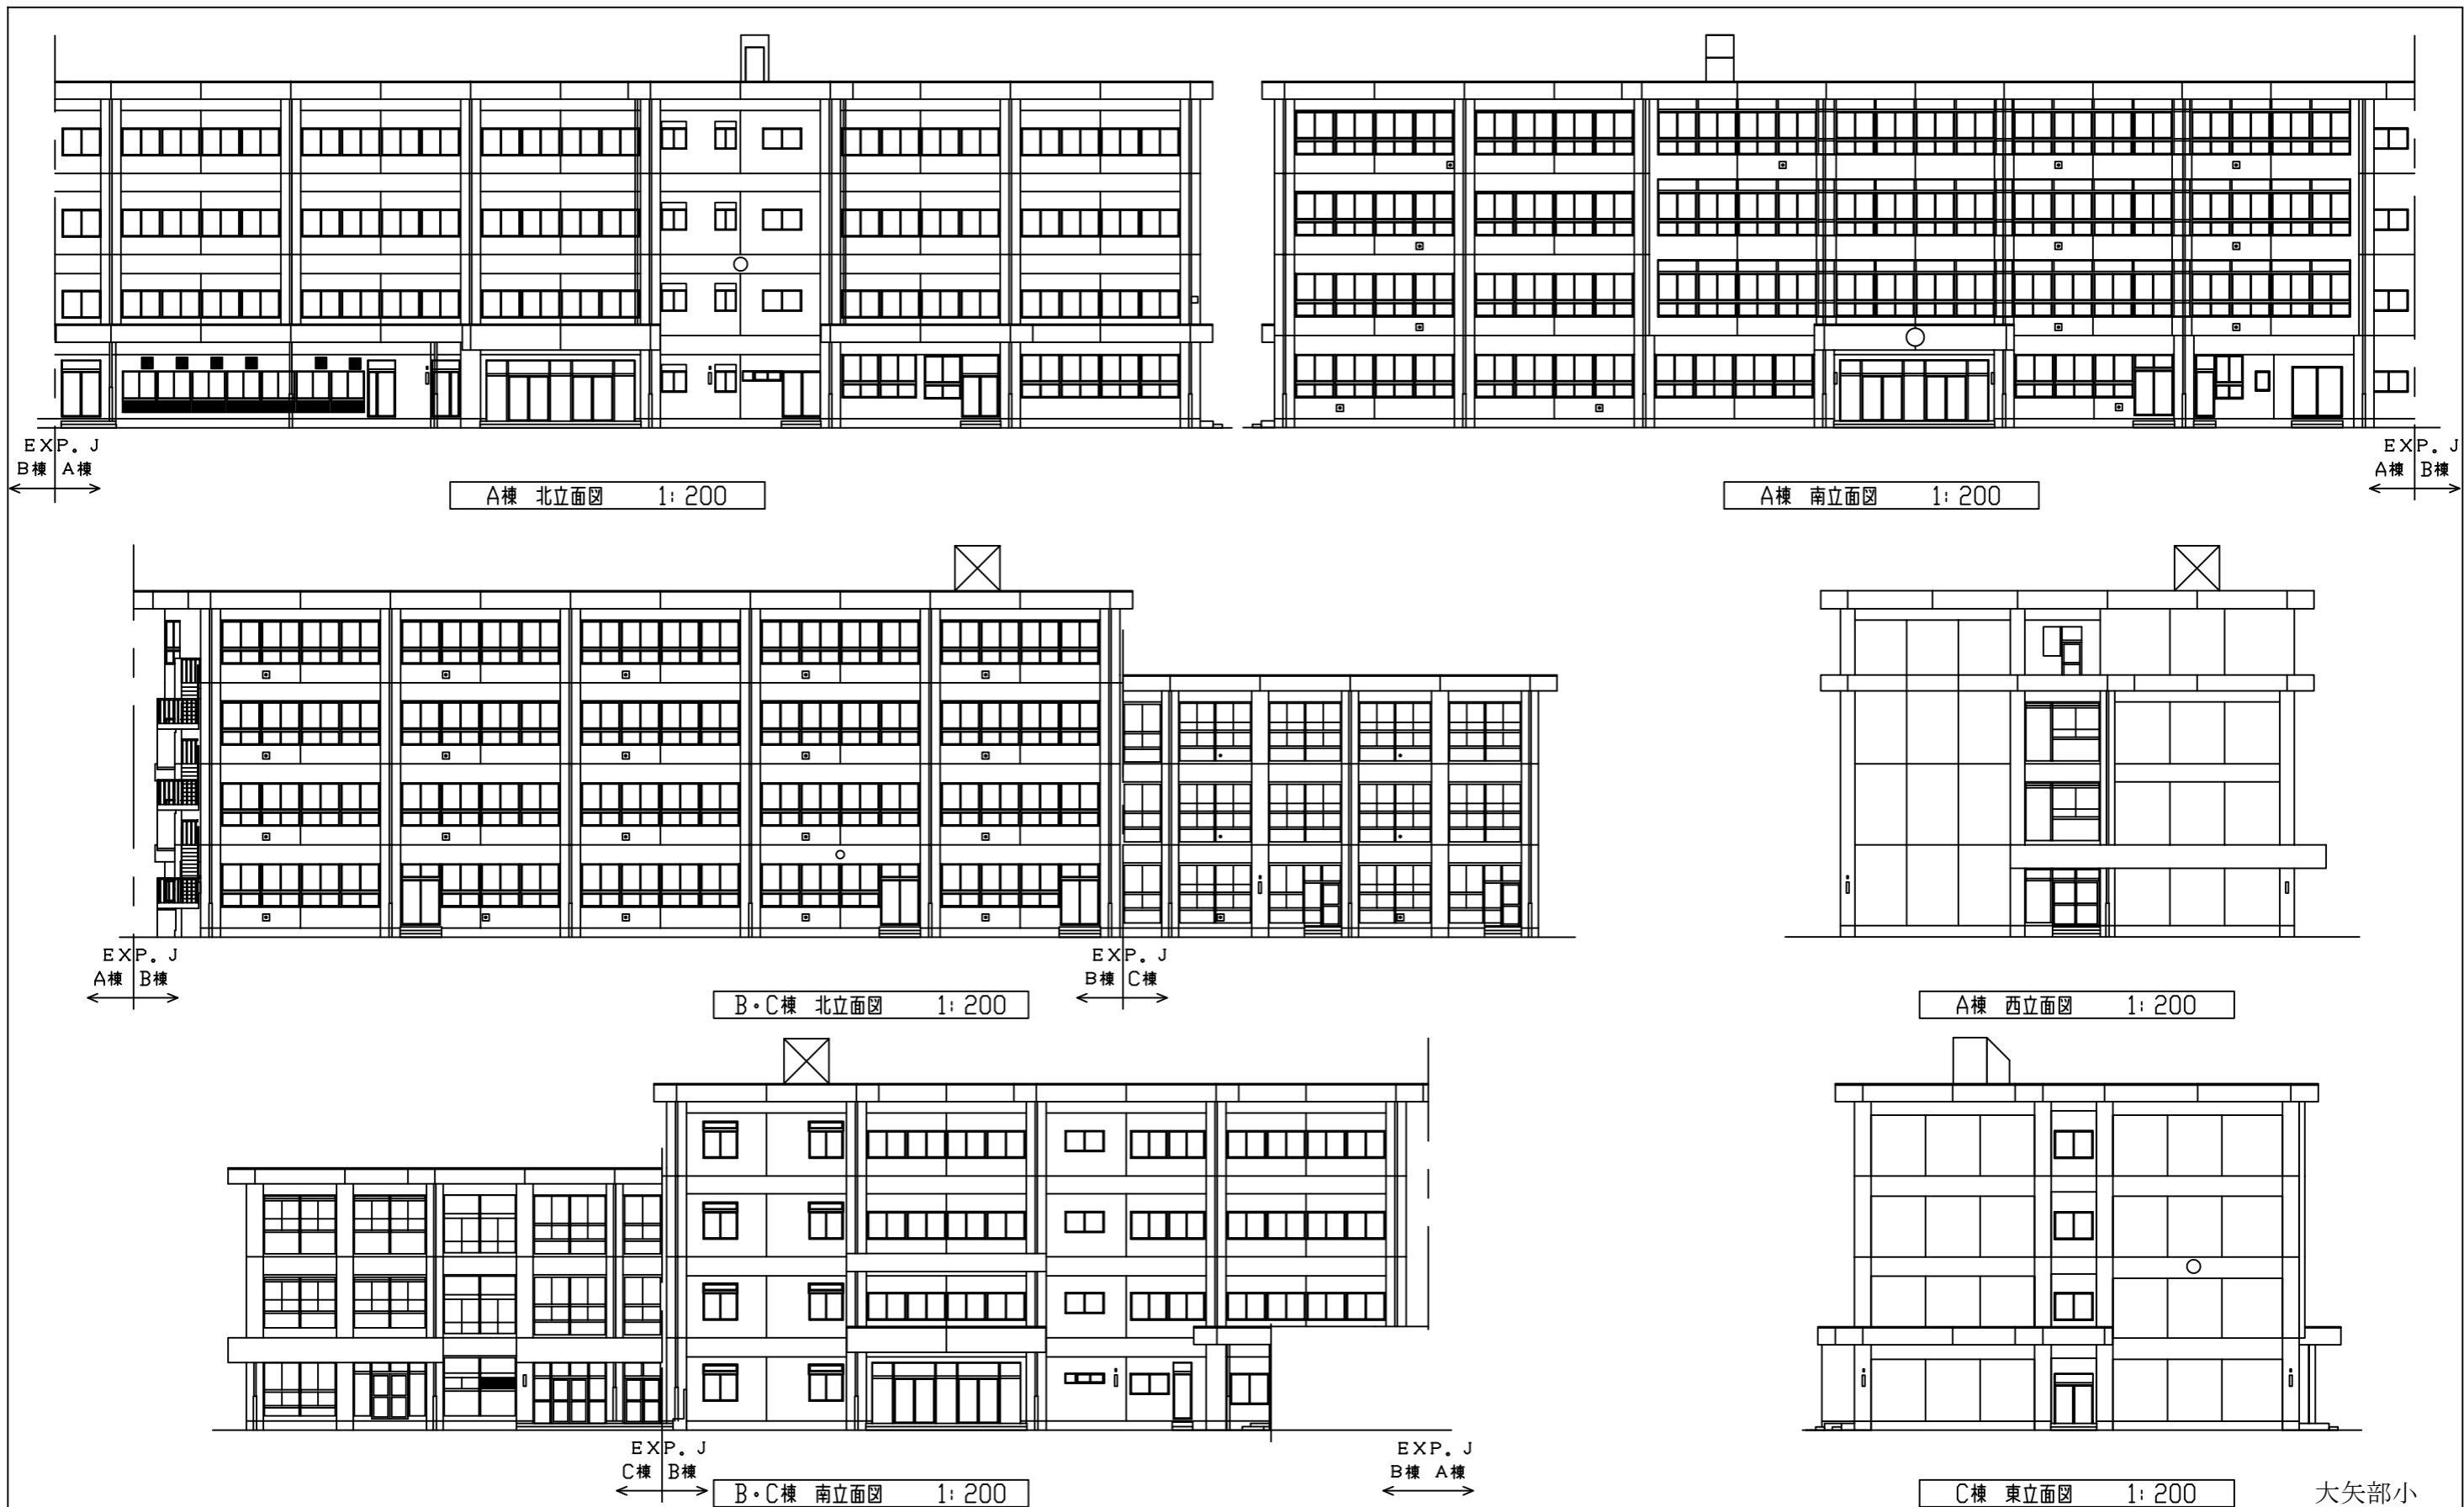 EXP. J
B棟 A棟
A棟 北立面図 1:200
EXP. J
A棟 B棟
A棟 南立面図 1:200
EXP. J
A棟 B棟
EXP. J
B棟 C棟
B・C棟 北立面図 1:200
A棟 西立面図 1:200
EXP. J
C棟 B棟
EXP. J
B棟 A棟
B・C棟 南立面図 1:200
C棟 東立面図 1:200
大矢部小